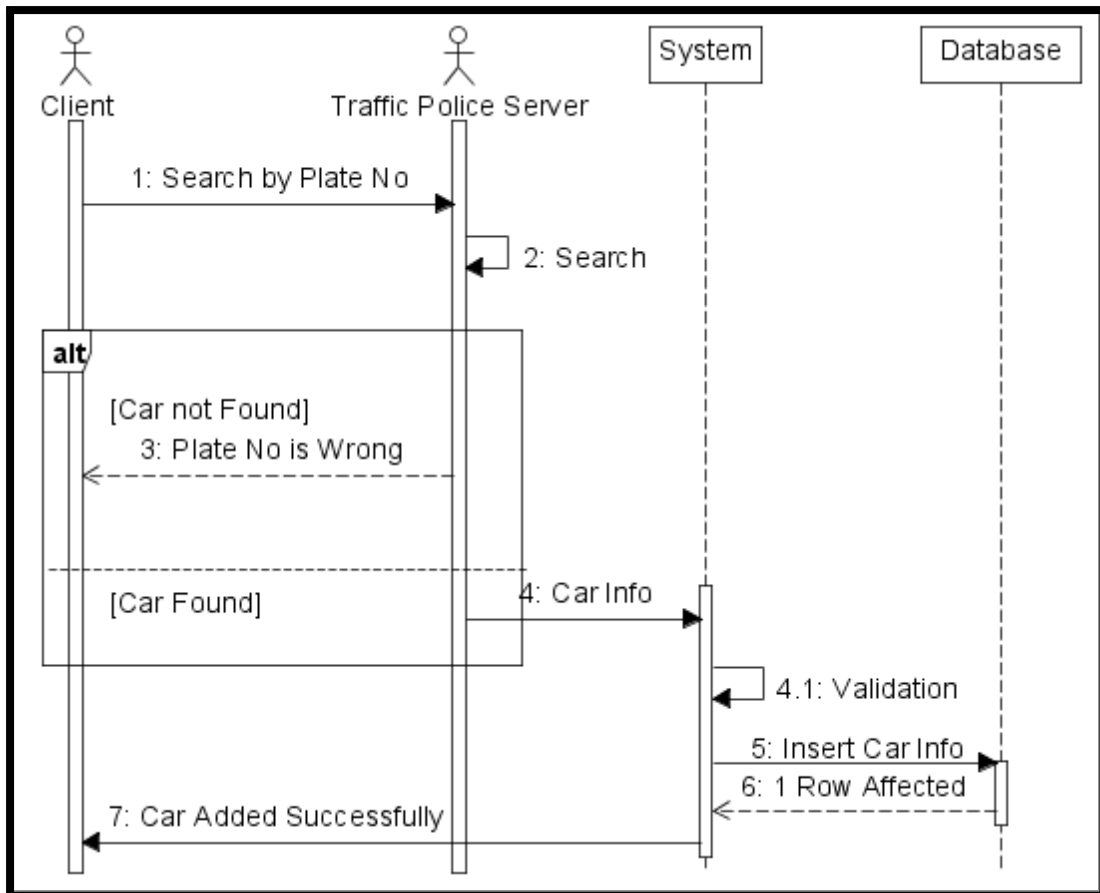 System
Database
Client
Traffic Police Server
1: Search by Plate No
2: Search
alt
[Car not Found]
3: Plate No is Wrong
[Car Found]
4: Car Info
4.1: Validation
5: Insert Car Info
6: 1 Row Affected
7: Car Added Successfully